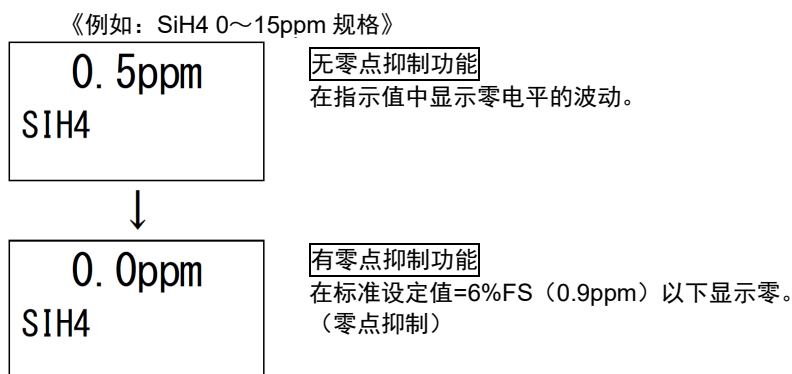 《例如：SiH4 0～15ppm 规格》
0.5ppm
SIH4
无零点抑制功能
在指示值中显示零电平的波动。
↓
0.0ppm
SIH4
有零点抑制功能
在标准设定值=6%FS（0.9ppm）以下显示零。
（零点抑制）